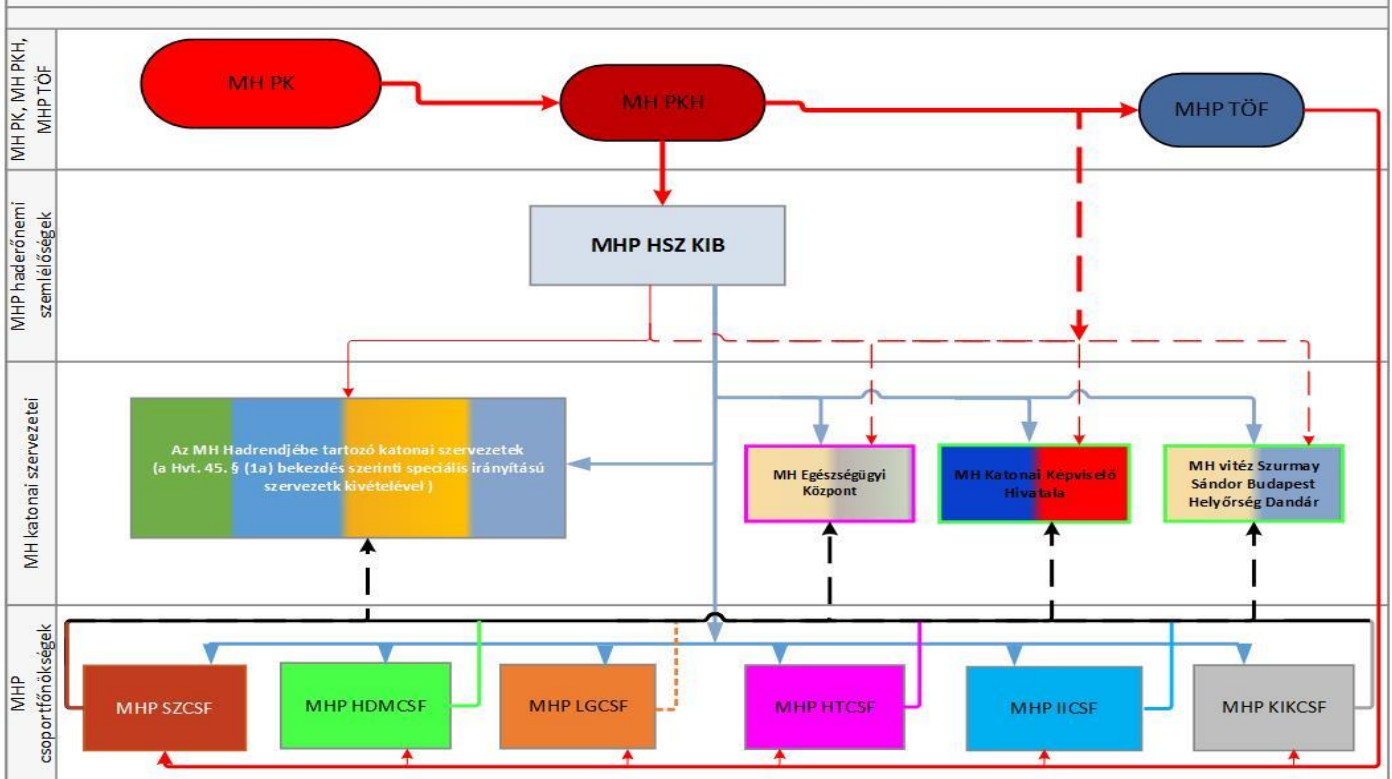 MH PK, MH PKH,
MHP TÖF
MH PK
MH PKH
MHP TÖF
MHP haderőnemi
szemlélőségek
MHP HSZ KIB
MH katonai szervezetei
Az MH Hadrendjébe tartozó katonai szervezetek
(a Hvt. 45. § (1a) bekezdés szerinti speciális irányítású
szervezetk kivételével )
MH Egészségügyi
Központ
MH Katonai Képviselő
Hivatala
MH vitéz Szurmay
Sándor Budapest
Helyőrség Dandár
MHP
csoportfőnökségek
MHP SZCSF
MHP HDMCSF
MHP LGCSF
MHP HTCSF
MHP IICSF
MHP KIKCSF